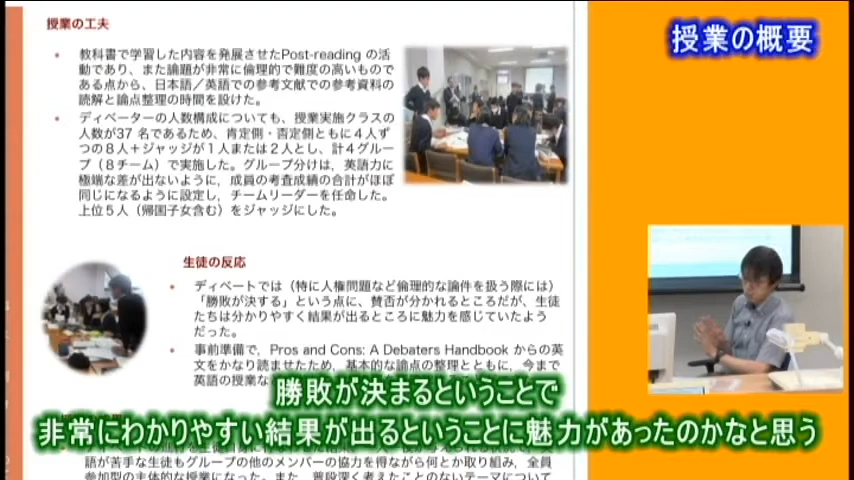 授業の工夫
授業の概要
• 教科書で学習した内容を発展させたPost-reading の活
動であり、また論題が非常に倫理的で難度の高いもので
ある点から、日本語／英語での参考文献での参考資料の
読解と論点整理の時間を設けた。
• ディベーターの人数構成についても、授業実施クラスの
人数が37 名であるため、肯定側・否定側ともに４人ず
つの８人＋ジャッジが１人または２人とし、計４グルー
プ（８チーム）で実施した。グループ分けは，英語力に
極端な差が出ないように，成員の考査成績の合計がほぼ
同じになるように設定し，チームリーダーを任命した。
上位５人（帰国子女含む）をジャッジにした。
生徒の反応
• ディベートでは（特に人権問題など倫理的な論件を扱う際には）
「勝敗が決する」という点に、賛否が分かれるところだが、生徒
たちは分かりやすく結果が出るところに魅力を感じていたよう
だった。
• 事前準備で，Pros and Cons: A Debaters Handbook からの英
文をかなり読ませたため，基本的な論点の整理とともに，今まで
英語の授業な
勝敗が決まるということで
非常にわかりやすい結果が出るということに魅力があったのかなと思う
語が苦手な生徒もグループの他のメンバーの協力を得ながら何とか取り組み，全員
参加型の主体的な授業になった。また，普段深く考えたことのないテーマについて